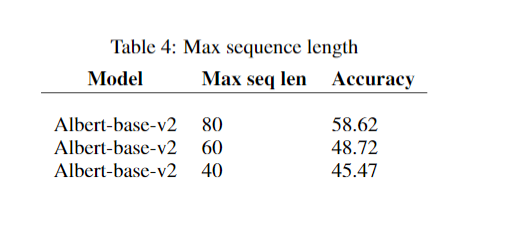 Table 4: Max sequence length
Model Max seq len Accuracy
Albert-base-v2 80 58.62
Albert-base-v2 60 48.72
Albert-base-v2 40 45.47